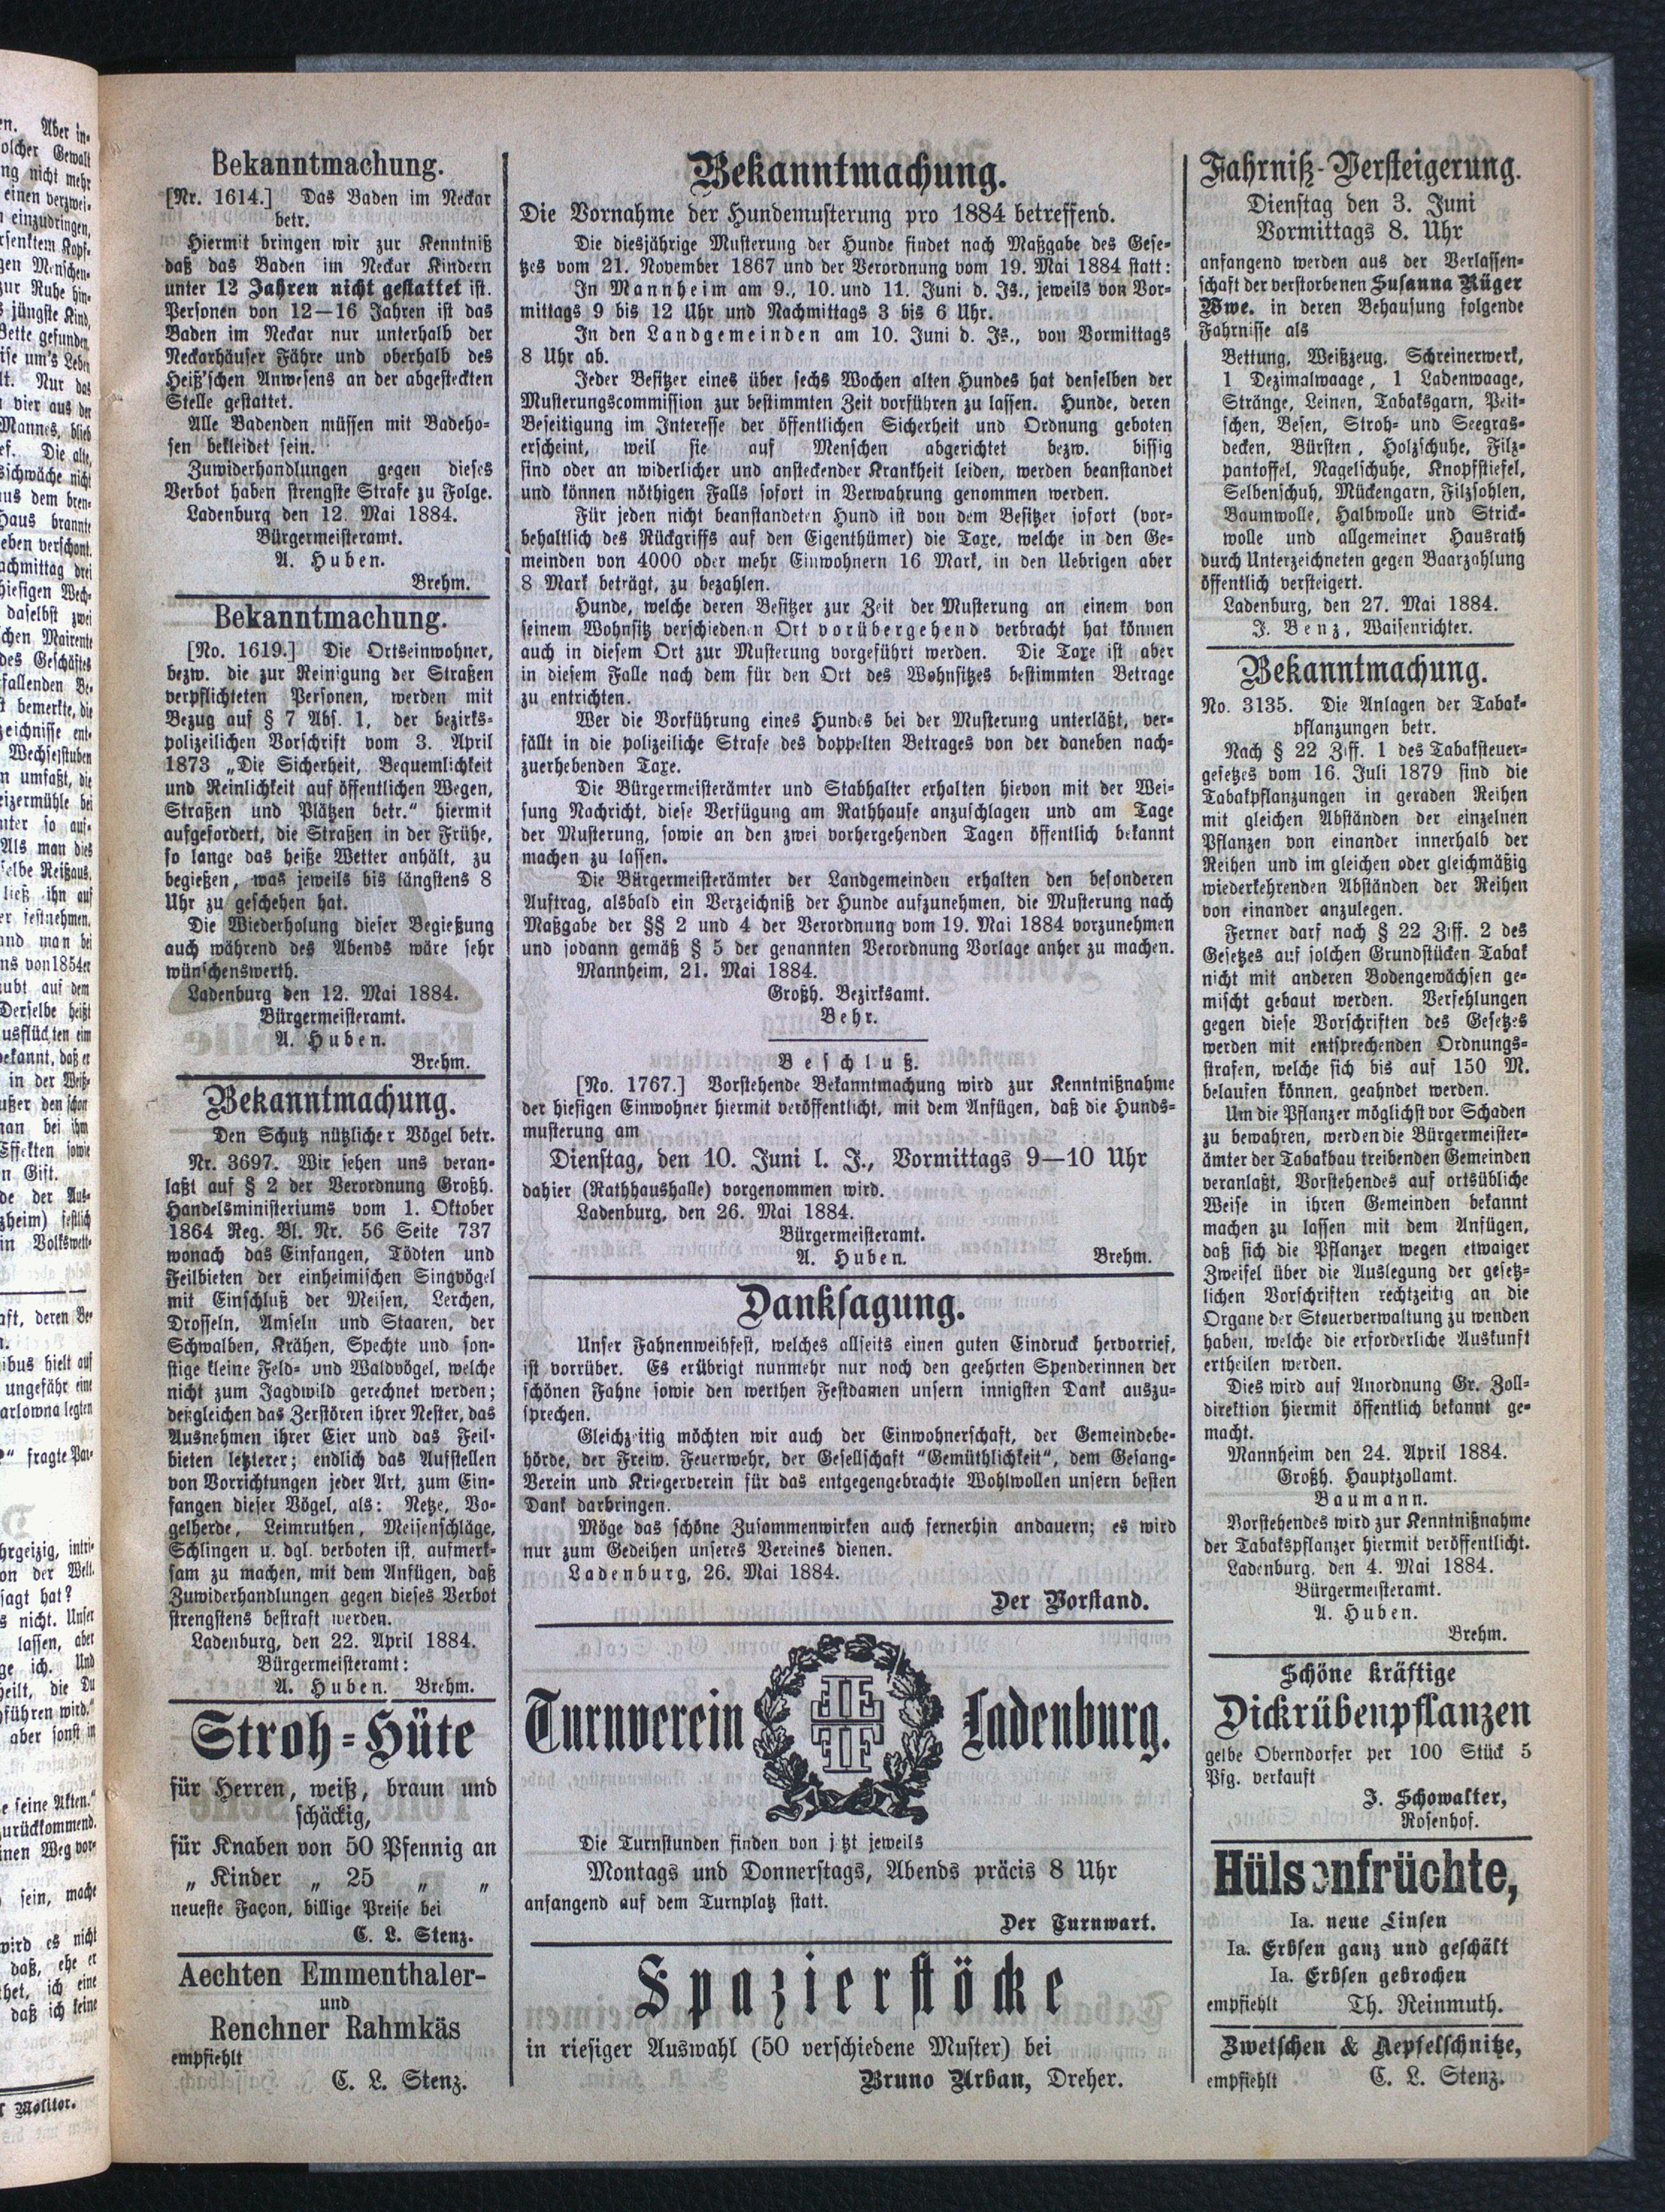 Bekanntmachung.
[Nr. 1614.] Das Baden im Neckar
betr.
Hiermit bringen wir zur Kenntniß
daß das Baden im Neckar Kindern
unter 12 Jahren nicht gestattet ist.
Personen von 12—16 Jahren ist das
Baden im Neckar nur unterhalb der
Neckarhäuser Fähre und oberhalb des
Heiß'schen Anwesens an der abgesteckten
Stelle gestattet.
Alle Badenden müssen mit Badeho-
sen bekleidet sein.
Zuwiderhandlungen gegen dieses
Verbot haben strengste Strafe zu Folge.
Ladenburg den 12. Mai 1884.
Bürgermeisteramt.
A. Huben.
Brehm.
Bekanntmachung.
[No. 1619.] Die Ortseinwohner,
bezw. die zur Reinigung der Straßen
verpflichteten Personen, werden mit
Bezug auf § 7 Abs. 1, der bezirks-
polizeilichen Vorschrift vom 3. April
1873 „Die Sicherheit, Bequemlichkeit
und Reinlichkeit auf öffentlichen Wegen,
Straßen und Plätzen betr.“ hiermit
aufgefordert, die Straßen in der Frühe,
so lange das heiße Wetter anhält, zu
begießen, was jeweils bis längstens 8
Uhr zu geschehen hat.
Die Wiederholung dieser Begießung
auch während des Abends wäre sehr
wünschenswerth.
Ladenburg den 12. Mai 1884.
Bürgermeisteramt.
A. Huben.
Brehm.
Bekanntmachung.
Den Schutz nützlicher Vögel betr.
Nr. 3697. Wir sehen uns veran-
laßt auf § 2 der Verordnung Großh.
Handelsministeriums vom 1. Oktober
1864 Reg. Bl. Nr. 56 Seite 737
wonach das Einfangen, Tödten und
Feilbieten der einheimischen Singvögel
mit Einschluß der Meisen, Lerchen,
Drosseln, Amseln und Staaren, der
Schwalben, Krähen, Spechte und son-
stige kleine Feld- und Waldvögel, welche
nicht zum Jagdwild gerechnet werden;
deßgleichen das Zerstören ihrer Nester, das
Ausnehmen ihrer Eier und das Feil-
bieten letzterer; endlich das Aufstellen
von Vorrichtungen jeder Art, zum Ein-
fangen dieser Vögel, als: Netze, Vo-
gelherde, Leimruthen, Meisenschläge,
Schlingen u. dgl. verboten ist, aufmerk-
sam zu machen, mit dem Anfügen, daß
Zuwiderhandlungen gegen dieses Verbot
strengstens bestraft werden.
Ladenburg, den 22. April 1884.
Bürgermeisteramt:
A. Huben. Brehm.
Stroh-Hüte
für Herren, weiß, braun und
schäckig,
für Knaben von 50 Pfennig an
„ Kinder „ 25 „ „
neueste Façon, billige Preise bei
C. L. Stenz.
Aechten Emmenthaler-
und
Renchner Rahmkäs
empfiehlt
C. L. Stenz.
Bekanntmachung.
Die Vornahme der Hundemusterung pro 1884 betreffend.
Die diesjährige Musterung der Hunde findet nach Maßgabe des Gese-
tzes vom 21. November 1867 und der Verordnung vom 19. Mai 1884 statt:
In Mannheim am 9., 10. und 11. Juni d. Js., jeweils von Vor-
mittags 9 bis 12 Uhr und Nachmittags 3 bis 6 Uhr.
In den Landgemeinden am 10. Juni d. Js., von Vormittags
8 Uhr ab.
Jeder Besitzer eines über sechs Wochen alten Hundes hat denselben der
Musterungscommission zur bestimmten Zeit vorführen zu lassen. Hunde, deren
Beseitigung im Interesse der öffentlichen Sicherheit und Ordnung geboten
erscheint, weil sie auf Menschen abgerichtet bezw. bissig
sind oder an widerlicher und ansteckender Krankheit leiden, werden beanstandet
und können nöthigen Falls sofort in Verwahrung genommen werden.
Für jeden nicht beanstandeten Hund ist von dem Besitzer sofort (vor-
behaltlich des Rückgriffs auf den Eigenthümer) die Taxe, welche in den Ge-
meinden von 4000 oder mehr Einwohnern 16 Mark, in den Uebrigen aber
8 Mark beträgt, zu bezahlen.
Hunde, welche deren Besitzer zur Zeit der Musterung an einem von
seinem Wohnsitz verschiedenen Ort vorübergehend verbracht hat können
auch in diesem Ort zur Musterung vorgeführt werden. Die Taxe ist aber
in diesem Falle nach dem für den Ort des Wohnsitzes bestimmten Betrage
zu entrichten.
Wer die Vorführung eines Hundes bei der Musterung unterläßt, ver-
fällt in die polizeiliche Strafe des doppelten Betrages von der daneben nach-
zuerhebenden Taxe.
Die Bürgermeisterämter und Stabhalter erhalten hievon mit der Wei-
sung Nachricht, diese Verfügung am Rathhause anzuschlagen und am Tage
der Musterung, sowie an den zwei vorhergehenden Tagen öffentlich bekannt
machen zu lassen.
Die Bürgermeisterämter der Landgemeinden erhalten den besonderen
Auftrag, alsbald ein Verzeichniß der Hunde aufzunehmen, die Musterung nach
Maßgabe der §§ 2 und 4 der Verordnung vom 19. Mai 1884 vorzunehmen
und sodann gemäß § 5 der genannten Verordnung Vorlage anher zu machen.
Mannheim, 21. Mai 1884.
Großh. Bezirksamt.
Behr.
Beschluß.
[No. 1767.] Vorstehende Bekanntmachung wird zur Kenntnißnahme
der hiesigen Einwohner hiermit veröffentlicht, mit dem Anfügen, daß die Hunds-
musterung am
Dienstag, den 10. Juni l. J., Vormittags 9—10 Uhr
dahier (Rathhaushalle) vorgenommen wird.
Ladenburg, den 26. Mai 1884.
Bürgermeisteramt.
A. Huben. Brehm.
Danksagung.
Unser Fahnenweihfest, welches allseits einen guten Eindruck hervorrief,
ist vorrüber. Es erübrigt nunmehr nur noch den geehrten Spenderinnen der
schönen Fahne sowie den werthen Festdamen unsern innigsten Dank auszu-
sprechen.
Gleichzeitig möchten wir auch der Einwohnerschaft, der Gemeindebe-
hörde, der Freiw. Feuerwehr, der Gesellschaft “Gemüthlichkeit“, dem Gesang-
Verein und Kriegerverein für das entgegengebrachte Wohlwollen unsern besten
Dank darbringen.
Möge das schöne Zusammenwirken auch fernerhin andauern; es wird
nur zum Gedeihen unseres Vereines dienen.
Ladenburg, 26. Mai 1884.
Der Vorstand.
Turnverein Ladenburg.
Die Turnstunden finden von j tzt jeweils
Montags und Donnerstags, Abends präcis 8 Uhr
anfangend auf dem Turnplatz statt.
Der Turnwart.
Spazierstöcke
in riesiger Auswahl (50 verschiedene Muster) bei
Bruno Urban, Dreher.
Fahrniß-Versteigerung.
Dienstag den 3. Juni
Vormittags 8. Uhr
anfangend werden aus der Verlassen-
schaft der verstorbenen Susanna Rüger
Wwe. in deren Behausung folgende
Fahrnisse als
Bettung, Weißzeug, Schreinerwerk,
1 Dezimalwaage, 1 Ladenwaage,
Stränge, Leinen, Tabaksgarn, Peit-
schen, Besen, Stroh- und Seegras-
decken, Bürsten, Holzschuhe, Filz-
pantoffel, Nagelschuhe, Knopfstiefel,
Selbenschuh, Mückengarn, Filzsohlen,
Baumwolle, Halbwolle und Strick-
wolle und allgemeiner Hausrath
durch Unterzeichneten gegen Baarzahlung
öffentlich versteigert.
Ladenburg, den 27. Mai 1884.
J. Benz, Waisenrichter.
Bekanntmachung.
No. 3135. Die Anlagen der Tabak-
pflanzungen betr.
Nach § 22 Ziff. 1 des Tabaksteuer-
gesetzes vom 16. Juli 1879 sind die
Tabakpflanzungen in geraden Reihen
mit gleichen Abständen der einzelnen
Pflanzen von einander innerhalb der
Reihen und im gleichen oder gleichmäßig
wiederkehrenden Abständen der Reihen
von einander anzulegen.
Ferner darf nach § 22 Ziff. 2 des
Gesetzes auf solchen Grundstücken Tabak
nicht mit anderen Bodengewächsen ge-
mischt gebaut werden. Verfehlungen
gegen diese Vorschriften des Gesetzes
werden mit entsprechenden Ordnungs-
strafen, welche sich bis auf 150 M.
belaufen können, geahndet werden.
Um die Pflanzer möglichst vor Schaden
zu bewahren, werden die Bürgermeister-
ämter der Tabakbau treibenden Gemeinden
veranlaßt, Vorstehendes auf ortsübliche
Weise in ihren Gemeinden bekannt
machen zu lassen mit dem Anfügen,
daß sich die Pflanzer wegen etwaiger
Zweifel über die Auslegung der gesetz-
lichen Vorschriften rechtzeitig an die
Organe der Steuerverwaltung zu wenden
haben, welche die erforderliche Auskunft
ertheilen werden.
Dies wird auf Anordnung Gr. Zoll-
direktion hiermit öffentlich bekannt ge-
macht.
Mannheim den 24. April 1884.
Großh. Hauptzollamt.
Baumann.
Vorstehendes wird zur Kenntnißnahme
der Tabakspflanzer hiermit veröffentlicht.
Ladenburg, den 4. Mai 1884.
Bürgermeisteramt.
A. Huben.
Brehm.
Schöne kräftige
Dickrübenpflanzen
gelbe Oberndorfer per 100 Stück 5
Pfg. verkauft
J. Schowalter,
Rosenhof.
Hülsenfrüchte,
Ia. neue Linsen
Ia. Erbsen ganz und geschält
Ia. Erbsen gebrochen
empfiehlt Th. Reinmuth.
Zwetschen & Aepfelschnitze,
empfiehlt C. L. Stenz.